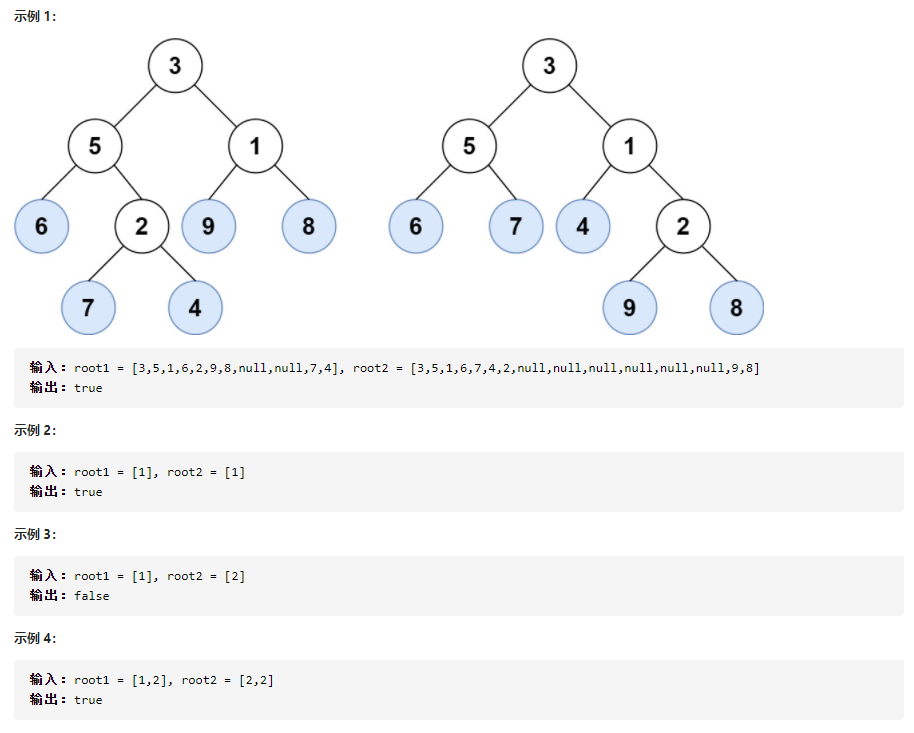 示例 1：
3 3
5 1 5 1
6 2 9 8 6 7 4 2
7 4 9 8
输入：root1 = [3,5,1,6,2,9,8,null,null,7,4], root2 = [3,5,1,6,7,4,2,null,null,null,null,null,null,9,8]
输出：true
示例 2：
输入：root1 = [1], root2 = [1]
输出：true
示例 3：
输入：root1 = [1], root2 = [2]
输出：false
示例 4：
输入：root1 = [1,2], root2 = [2,2]
输出：true